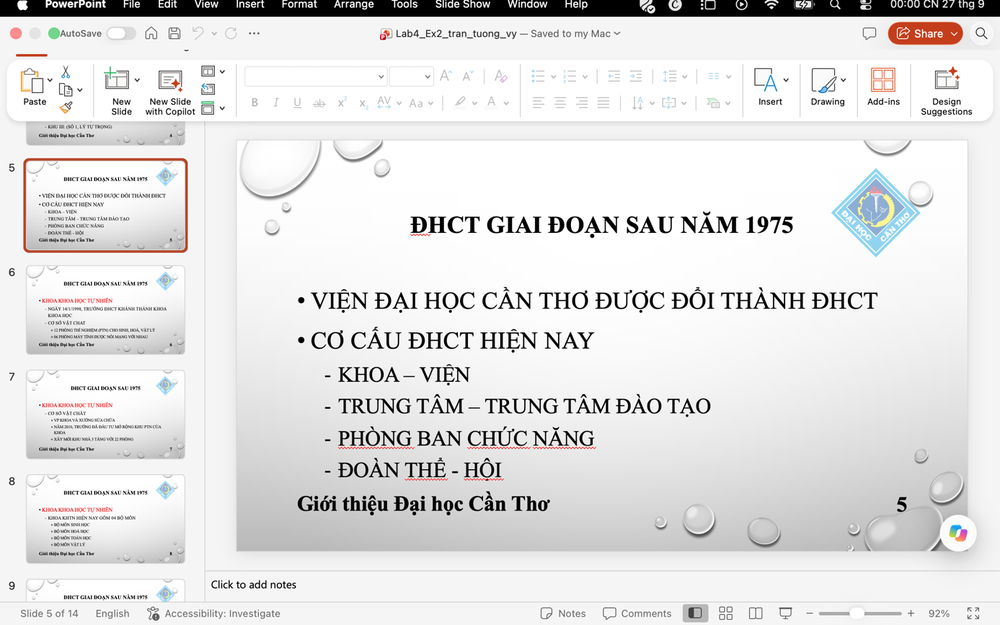 PowerPoint File Edit View Insert Format Arrange Tools Slide Show Window Help 00:00 CN 27 thg 9
AutoSave Lab4_Ex2_tran_tuong_vy — Saved to my Mac Share
Paste New Slide New Slide with Copilot Insert Drawing Add-ins Design Suggestions
- KHU III: (SỐ 1, LÝ TỰ TRỌNG)
Giới thiệu Đại học Cần Thơ 4
5
ĐHCT GIAI ĐOẠN SAU NĂM 1975
• VIỆN ĐẠI HỌC CẦN THƠ ĐƯỢC ĐỔI THÀNH ĐHCT
• CƠ CẤU ĐHCT HIỆN NAY
- KHOA – VIỆN
- TRUNG TÂM – TRUNG TÂM ĐÀO TẠO
- PHÒNG BAN CHỨC NĂNG
- ĐOÀN THỂ - HỘI
Giới thiệu Đại học Cần Thơ 5
6
ĐHCT GIAI ĐOẠN SAU NĂM 1975
• KHOA KHOA HỌC TỰ NHIÊN
- NGÀY 14/1/1998, TRƯỜNG ĐHCT KHÁNH THÀNH KHOA
KHOA HỌC
- CƠ SỞ VẬT CHẤT
+ 12 PHÒNG THÍ NGHIỆM (PTN) CHO SINH, HOÁ, VẬT LÝ
+ 06 PHÒNG MÁY TÍNH ĐƯỢC NỐI MẠNG VỚI NHAU
Giới thiệu Đại học Cần Thơ 6
7
ĐHCT GIAI ĐOẠN SAU 1975
• KHOA KHOA HỌC TỰ NHIÊN
- CƠ SỞ VẬT CHẤT
+ VP KHOA VÀ XƯỞNG SỬA CHỮA
+ NĂM 2010, TRƯỜNG ĐÃ ĐẦU TƯ MỞ RỘNG KHU PTN CỦA
KHOA
+ XÂY MỚI KHU NHÀ 3 TẦNG VỚI 22 PHÒNG
Giới thiệu Đại học Cần Thơ 7
8
ĐHCT GIAI ĐOẠN SAU NĂM 1975
• KHOA KHOA HỌC TỰ NHIÊN
- KHOA KHTN HIỆN NAY GỒM 04 BỘ MÔN
+ BỘ MÔN SINH HỌC
+ BỘ MÔN HOÁ HỌC
+ BỘ MÔN TOÁN HỌC
+ BỘ MÔN VẬT LÝ
Giới thiệu Đại học Cần Thơ 8
9
ĐHCT GIAI ĐOẠN SAU NĂM 1975
ĐHCT GIAI ĐOẠN SAU NĂM 1975
ĐẠI HỌC CẦN THƠ
• VIỆN ĐẠI HỌC CẦN THƠ ĐƯỢC ĐỔI THÀNH ĐHCT
• CƠ CẤU ĐHCT HIỆN NAY
- KHOA – VIỆN
- TRUNG TÂM – TRUNG TÂM ĐÀO TẠO
- PHÒNG BAN CHỨC NĂNG
- ĐOÀN THỂ - HỘI
Giới thiệu Đại học Cần Thơ 5
Click to add notes
Slide 5 of 14 English Accessibility: Investigate Notes Comments 92%